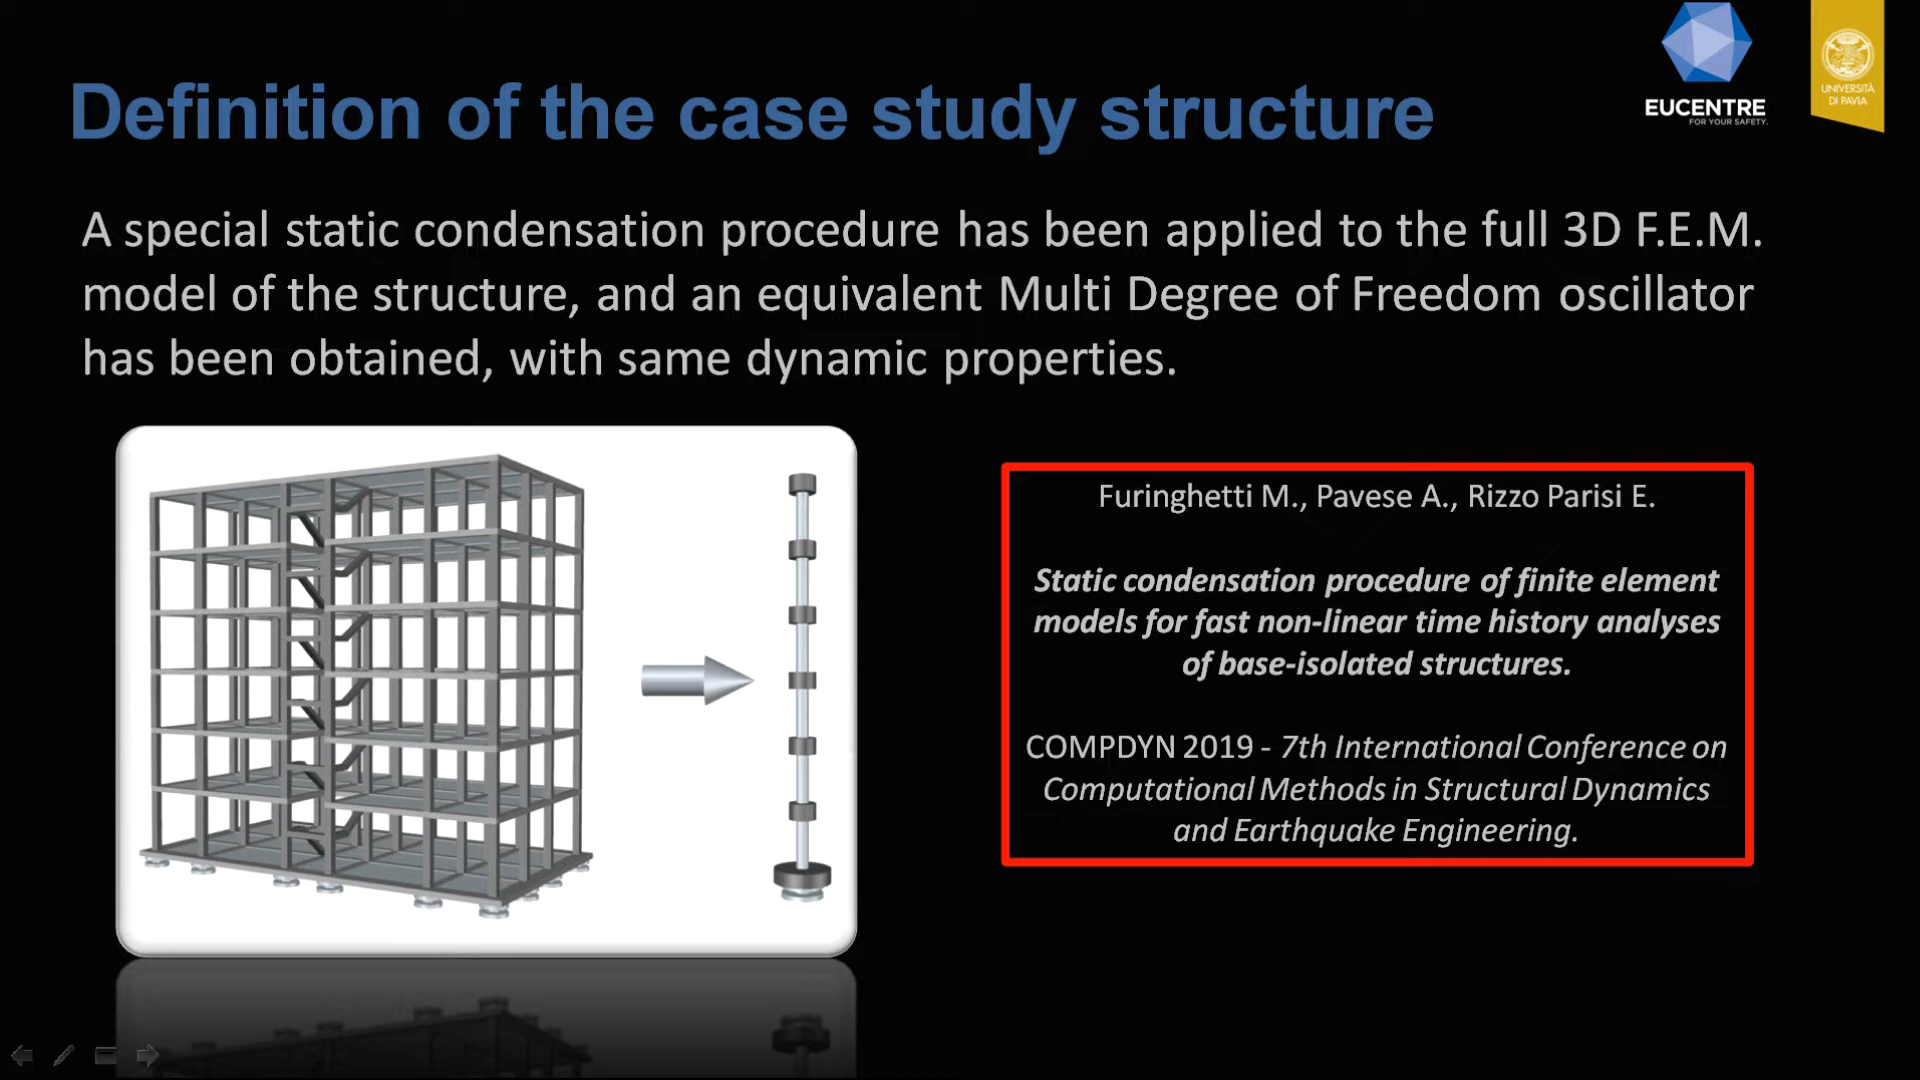 EUCENTRE
FOR YOUR SAFETY.
UNIVERSITÀ
DI PAVIA
Definition of the case study structure
A special static condensation procedure has been applied to the full 3D F.E.M.
model of the structure, and an equivalent Multi Degree of Freedom oscillator
has been obtained, with same dynamic properties.
Furinghetti M., Pavese A., Rizzo Parisi E.
Static condensation procedure of finite element
models for fast non-linear time history analyses
of base-isolated structures.
COMPDYN 2019 - 7th International Conference on
Computational Methods in Structural Dynamics
and Earthquake Engineering.